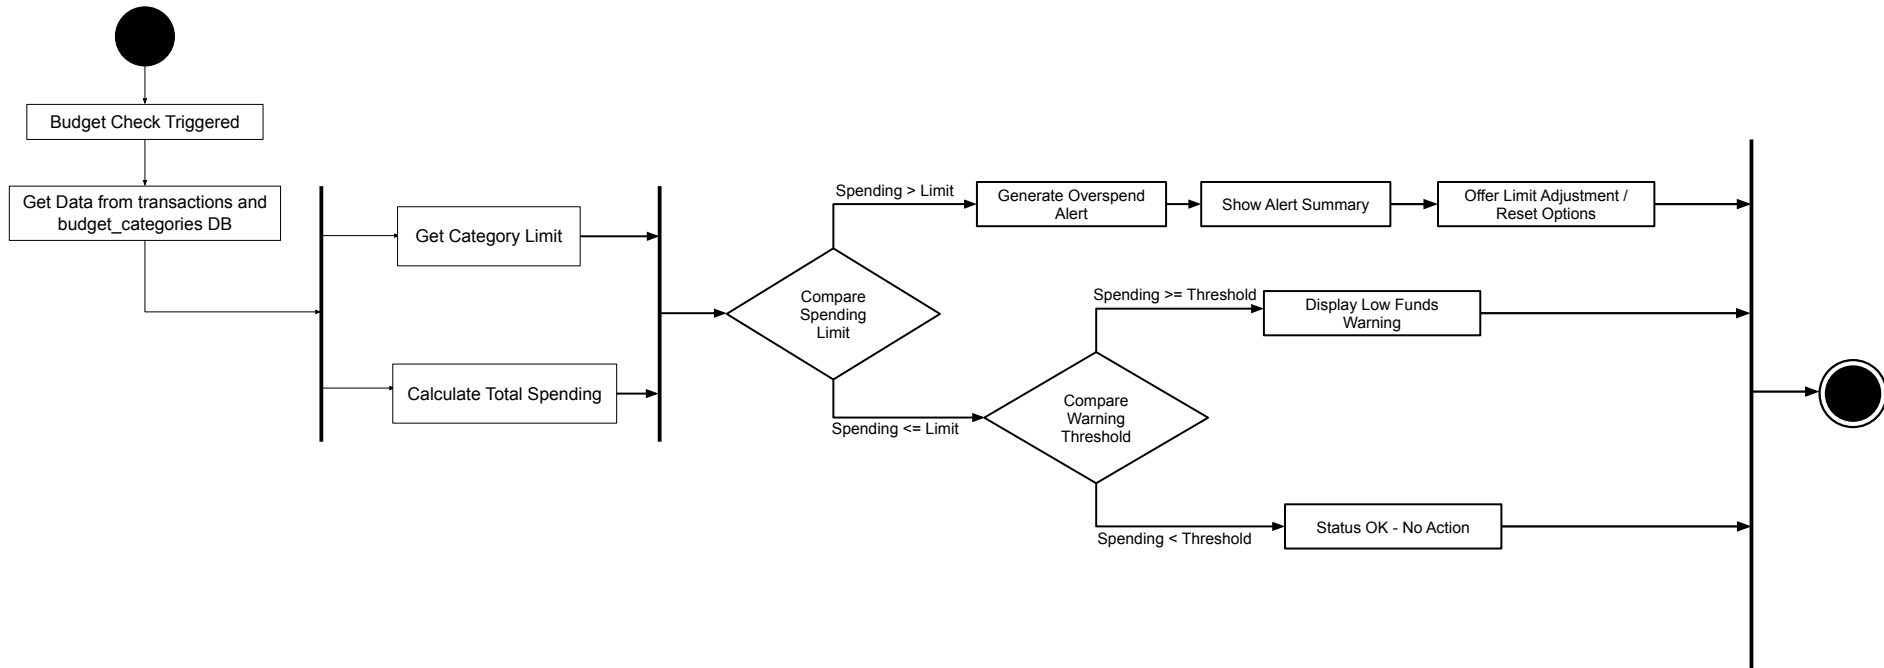 Budget Check Triggered
Get Data from transactions and
budget_categories DB
Get Category Limit
Calculate Total Spending
Compare
Spending
Limit
Spending > Limit
Generate Overspend
Alert
Show Alert Summary
Offer Limit Adjustment /
Reset Options
Spending <= Limit
Compare
Warning
Threshold
Spending >= Threshold
Display Low Funds
Warning
Spending < Threshold
Status OK - No Action